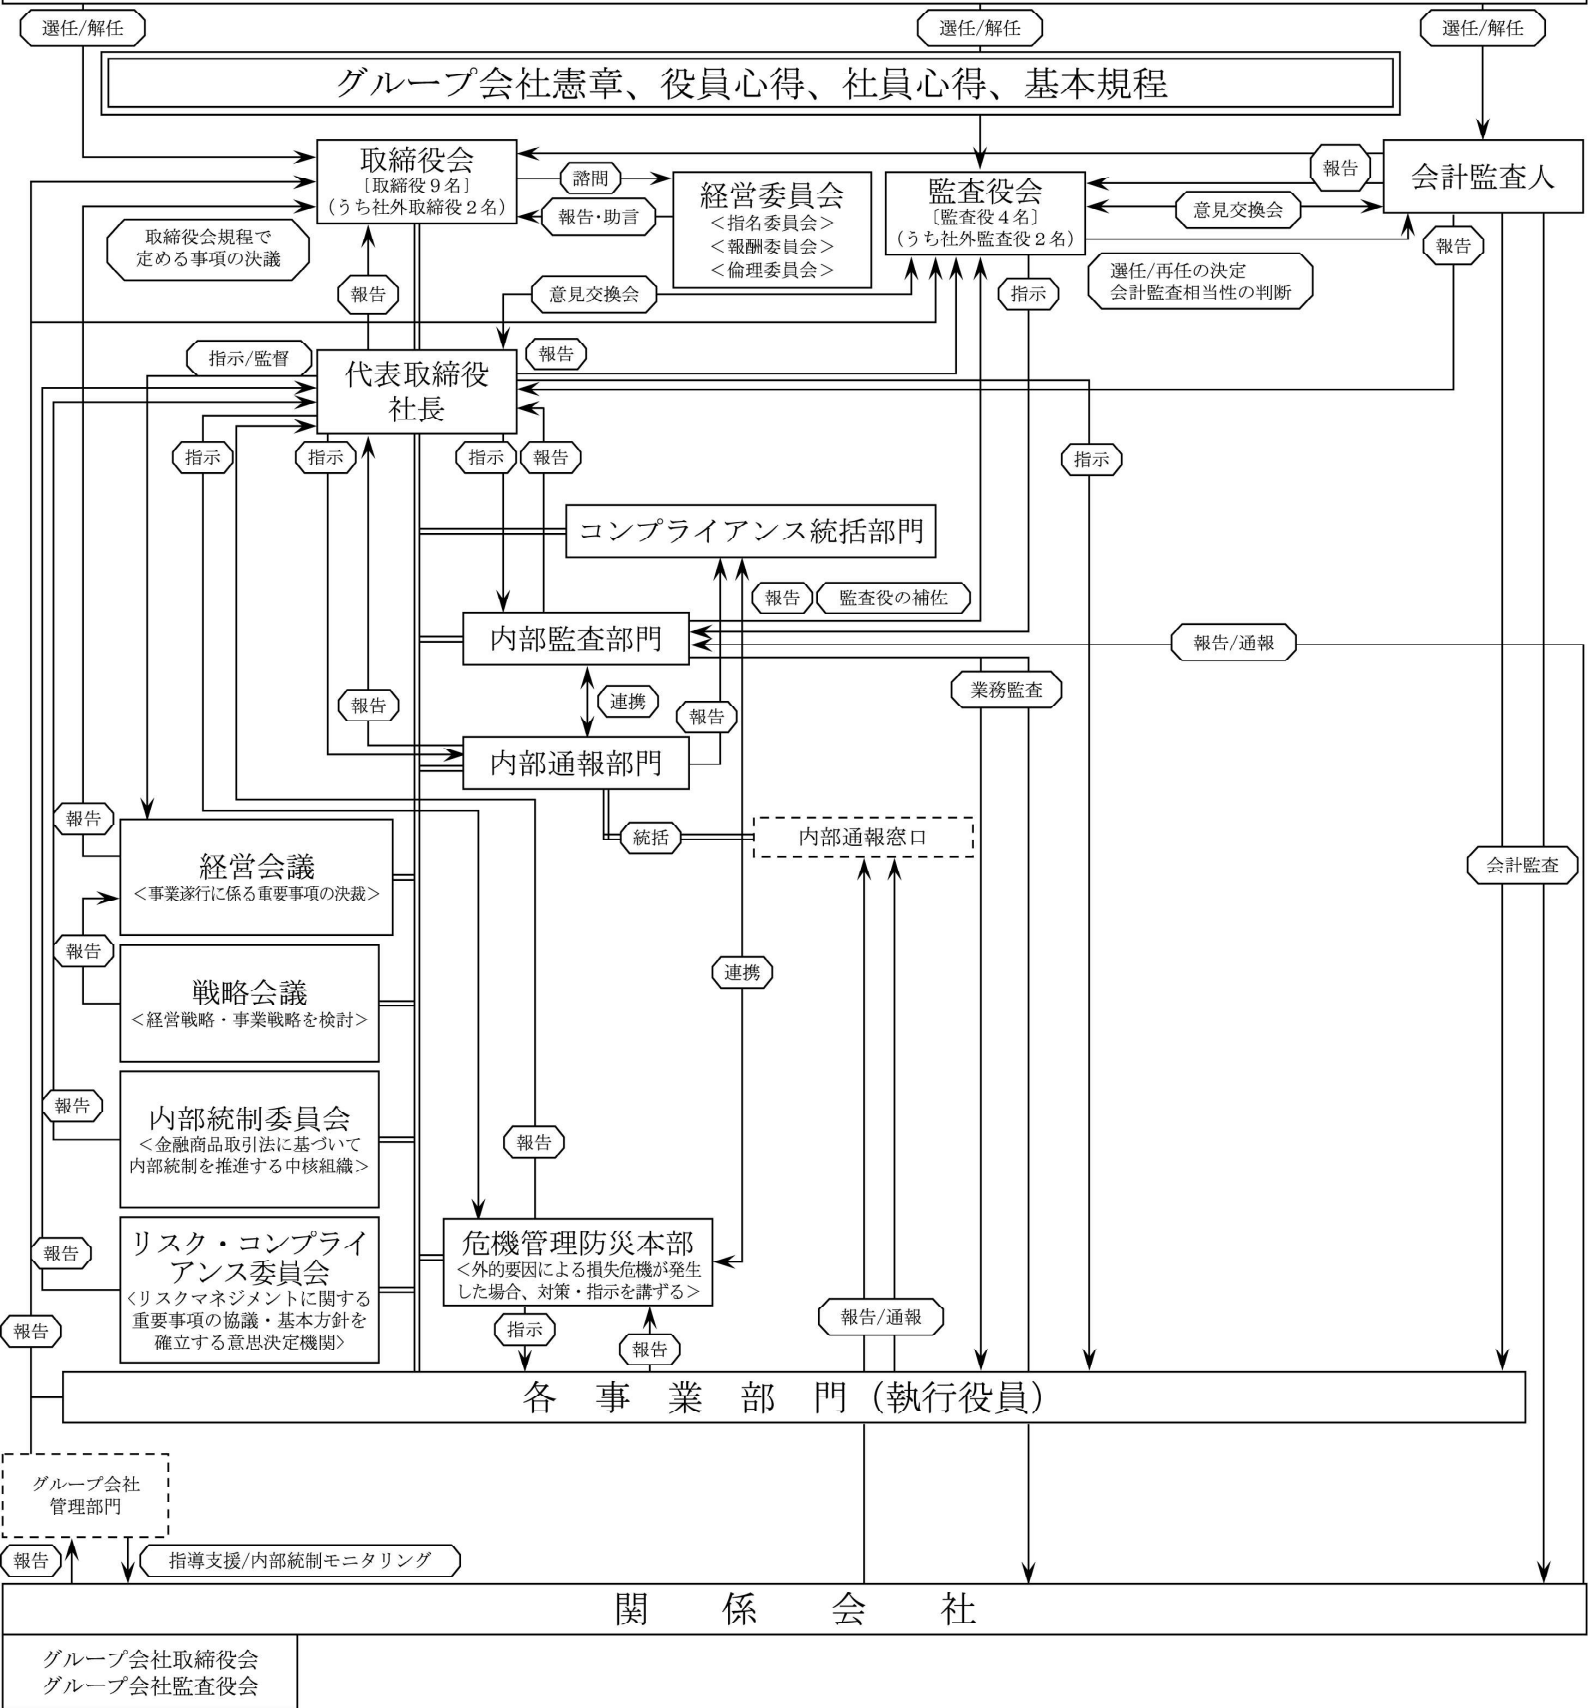 選任/解任
選任/解任
選任/解任
グループ会社憲章、役員心得、社員心得、基本規程
取締役会
［取締役９名］
（うち社外取締役２名）
諮問
報告・助言
経営委員会
＜指名委員会＞
＜報酬委員会＞
＜倫理委員会＞
監査役会
［監査役４名］
（うち社外監査役２名）
報告
意見交換会
会計監査人
報告
取締役会規程で
定める事項の決議
報告
意見交換会
指示
選任/再任の決定
会計監査相当性の判断
指示/監督
代表取締役
社長
報告
指示
指示
指示
報告
指示
コンプライアンス統括部門
報告
監査役の補佐
内部監査部門
報告/通報
業務監査
報告
連携
報告
内部通報部門
報告
統括
内部通報窓口
経営会議
＜事業遂行に係る重要事項の決裁＞
会計監査
報告
戦略会議
＜経営戦略・事業戦略を検討＞
連携
報告
内部統制委員会
＜金融商品取引法に基づいて
内部統制を推進する中核組織＞
報告
報告
リスク・コンプライ
アンス委員会
＜リスクマネジメントに関する
重要事項の協議・基本方針を
確立する意思決定機関＞
危機管理防災本部
＜外的要因による損失危機が発生
した場合、対策・指示を講ずる＞
報告
指示
報告
報告/通報
各事業部門（執行役員）
グループ会社
管理部門
報告
指導支援/内部統制モニタリング
関係会社
グループ会社取締役会
グループ会社監査役会